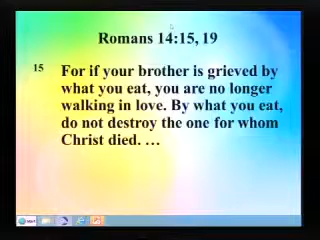 Romans 14:15, 19
15 For if your brother is grieved by
what you eat, you are no longer
walking in love. By what you eat,
do not destroy the one for whom
Christ died. …